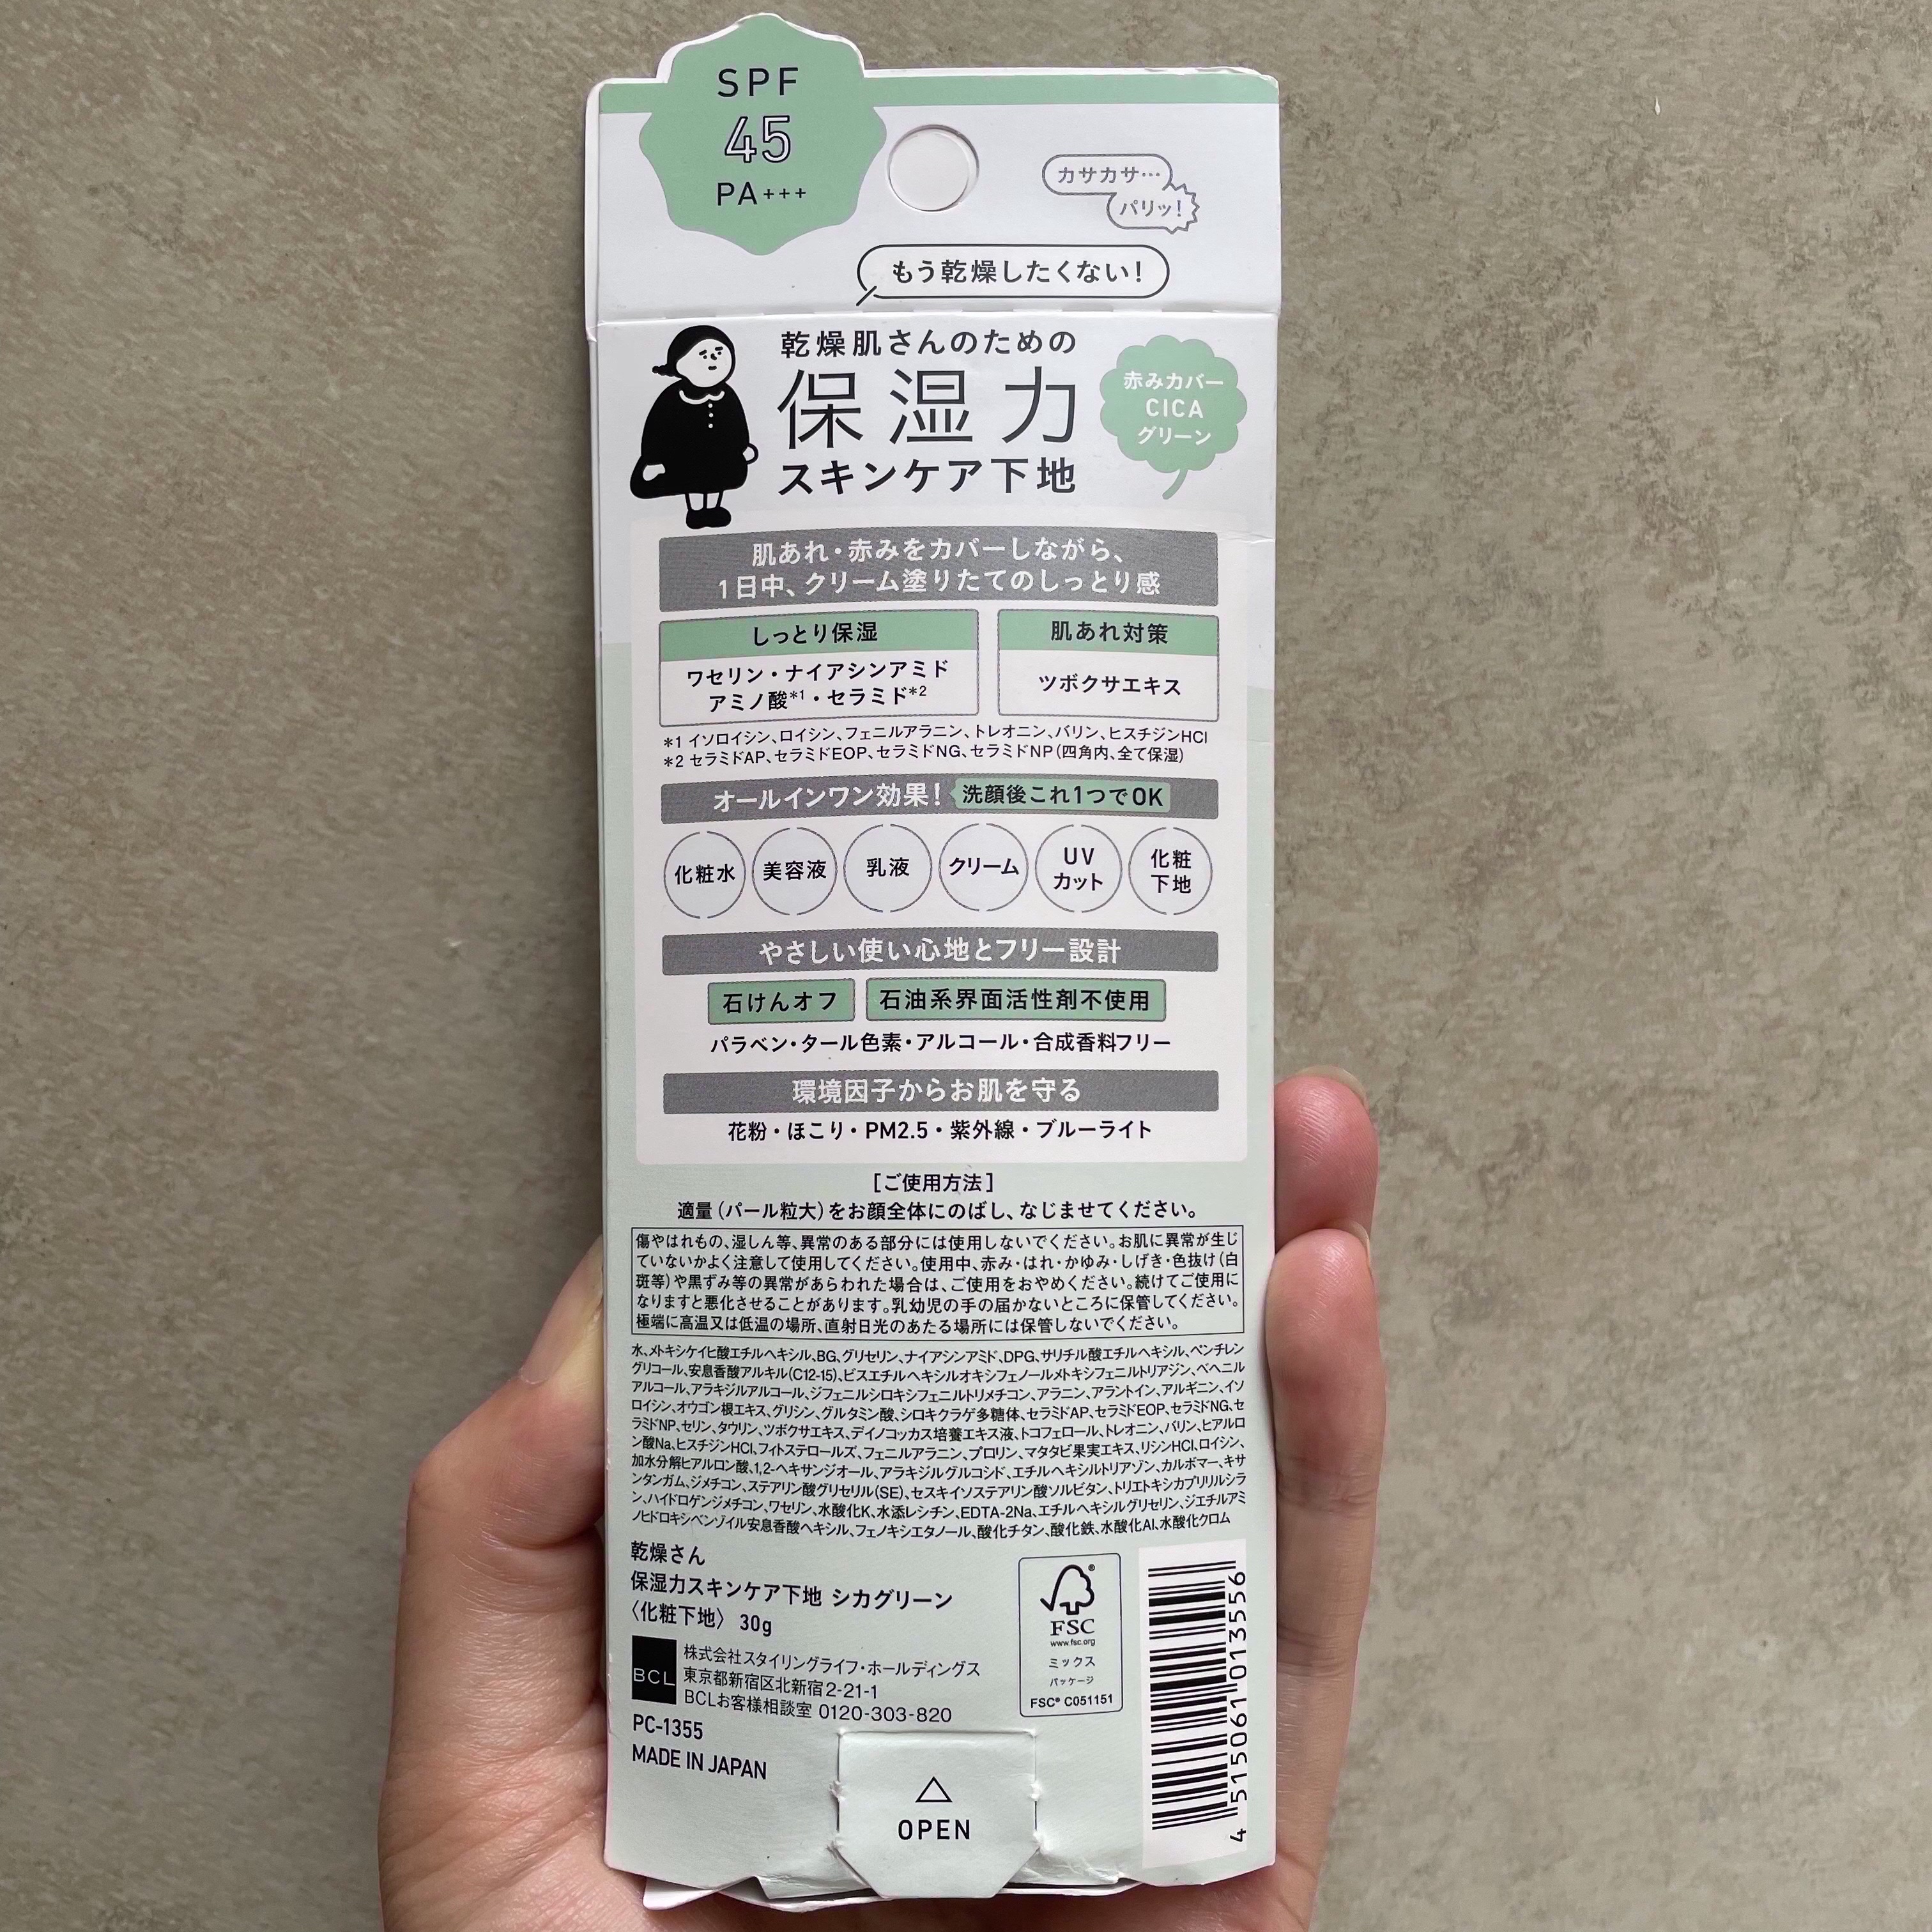 SPF
45
PA+++
カサカサ…
パリッ!
もう乾燥したくない!
乾燥肌さんのための
保湿力
スキンケア下地
赤みカバー
CICA
グリーン
肌あれ・赤みをカバーしながら、
1日中、クリーム塗りたてのしっとり感
しっとり保湿
ワセリン・ナイアシンアミド
アミノ酸*1・セラミド*2
肌あれ対策
ツボクサエキス
*1 イソロイシン、ロイシン、フェニルアラニン、トレオニン、バリン、ヒスチジンHCl
*2 セラミドAP、セラミドEOP、セラミドNG、セラミドNP(四角内、全て保湿)
オールインワン効果! 洗顔後これ1つでOK
化粧水
美容液
乳液
クリーム
UV
カット
化粧
下地
やさしい使い心地とフリー設計
石けんオフ
石油系界面活性剤不使用
パラベン・タール色素・アルコール・合成香料フリー
環境因子からお肌を守る
花粉・ほこり・PM2.5・紫外線・ブルーライト
[ご使用方法]
適量(パール粒大)をお顔全体にのばし、なじませてください。
傷やはれもの、湿しん等、異常のある部分には使用しないでください。お肌に異常が生じ
ていないかよく注意して使用してください。使用中、赤み・はれ・かゆみ・しげき・色抜け(白
斑等)や黒ずみ等の異常があらわれた場合は、ご使用をおやめください。続けてご使用に
なりますと悪化させることがあります。乳幼児の手の届かないところに保管してください。
極端に高温又は低温の場所、直射日光のあたる場所には保管しないでください。
水、メトキシケイヒ酸エチルヘキシル、BG、グリセリン、ナイアシンアミド、DPG、サリチル酸エチルヘキシル、ペンチレン
グリコール、安息香酸アルキル(C12-15)、ビスエチルヘキシルオキシフェノールメトキシフェニルトリアジン、ベヘニル
アルコール、アラキジルアルコール、ジフェニルシロキシフェニルトリメチコン、アラニン、アラントイン、アルギニン、イソ
ロイシン、オウゴン根エキス、グリシン、グルタミン酸、シロキクラゲ多糖体、セラミドAP、セラミドEOP、セラミドNG、セ
ラミドNP、セリン、タウリン、ツボクサエキス、デイノコッカス培養エキス液、トコフェロール、トレオニン、バリン、ヒアルロ
ン酸Na、ヒスチジンHCl、フィトステロールズ、フェニルアラニン、プロリン、マタタビ果実エキス、リシンHCl、ロイシン、
加水分解ヒアルロン酸、1,2-ヘキサンジオール、アラキジルグルコシド、エチルヘキシルトリアゾン、カルボマー、キサ
ンタンガム、ジメチコン、ステアリン酸グリセリル(SE)、セスキイソステアリン酸ソルビタン、トリエトキシカプリリルシラ
ン、ハイドロゲンジメチコン、ワセリン、水酸化K、水添レシチン、EDTA-2Na、エチルヘキシルグリセリン、ジエチルアミ
ノヒドロキシベンゾイル安息香酸ヘキシル、フェノキシエタノール、酸化チタン、酸化鉄、水酸化Al、水酸化クロム
乾燥さん
保湿力スキンケア下地 シカグリーン
〈化粧下地〉 30g
BCL
株式会社スタイリングライフ・ホールディングス
東京都新宿区北新宿2-21-1
BCLお客様相談室 0120-303-820
PC-1355
MADE IN JAPAN
FSC®
www.fsc.org
ミックス
パッケージ
FSC® C051151
4 515061 013556
OPEN